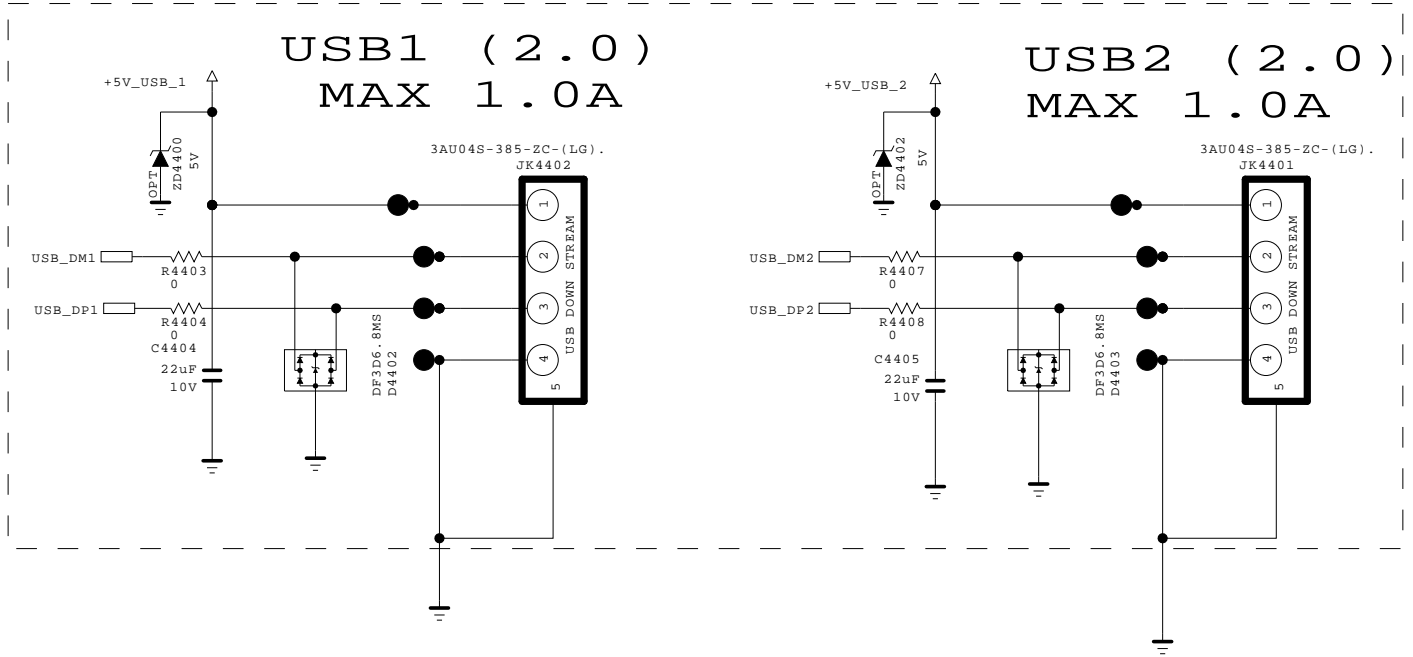 USB1 (2.0)
MAX 1.0A
+5V_USB_1
OPT
ZD4400
5V
3AU04S-385-ZC-(LG).
JK4402
1
2
3
4
5
USB DOWN STREAM
USB_DM1
R4403
0
USB_DP1
R4404
0
C4404
22uF
10V
DF3D6.8MS
D4402
USB2 (2.0)
MAX 1.0A
+5V_USB_2
OPT
ZD4402
5V
3AU04S-385-ZC-(LG).
JK4401
1
2
3
4
5
USB DOWN STREAM
USB_DM2
R4407
0
USB_DP2
R4408
0
C4405
22uF
10V
DF3D6.8MS
D4403